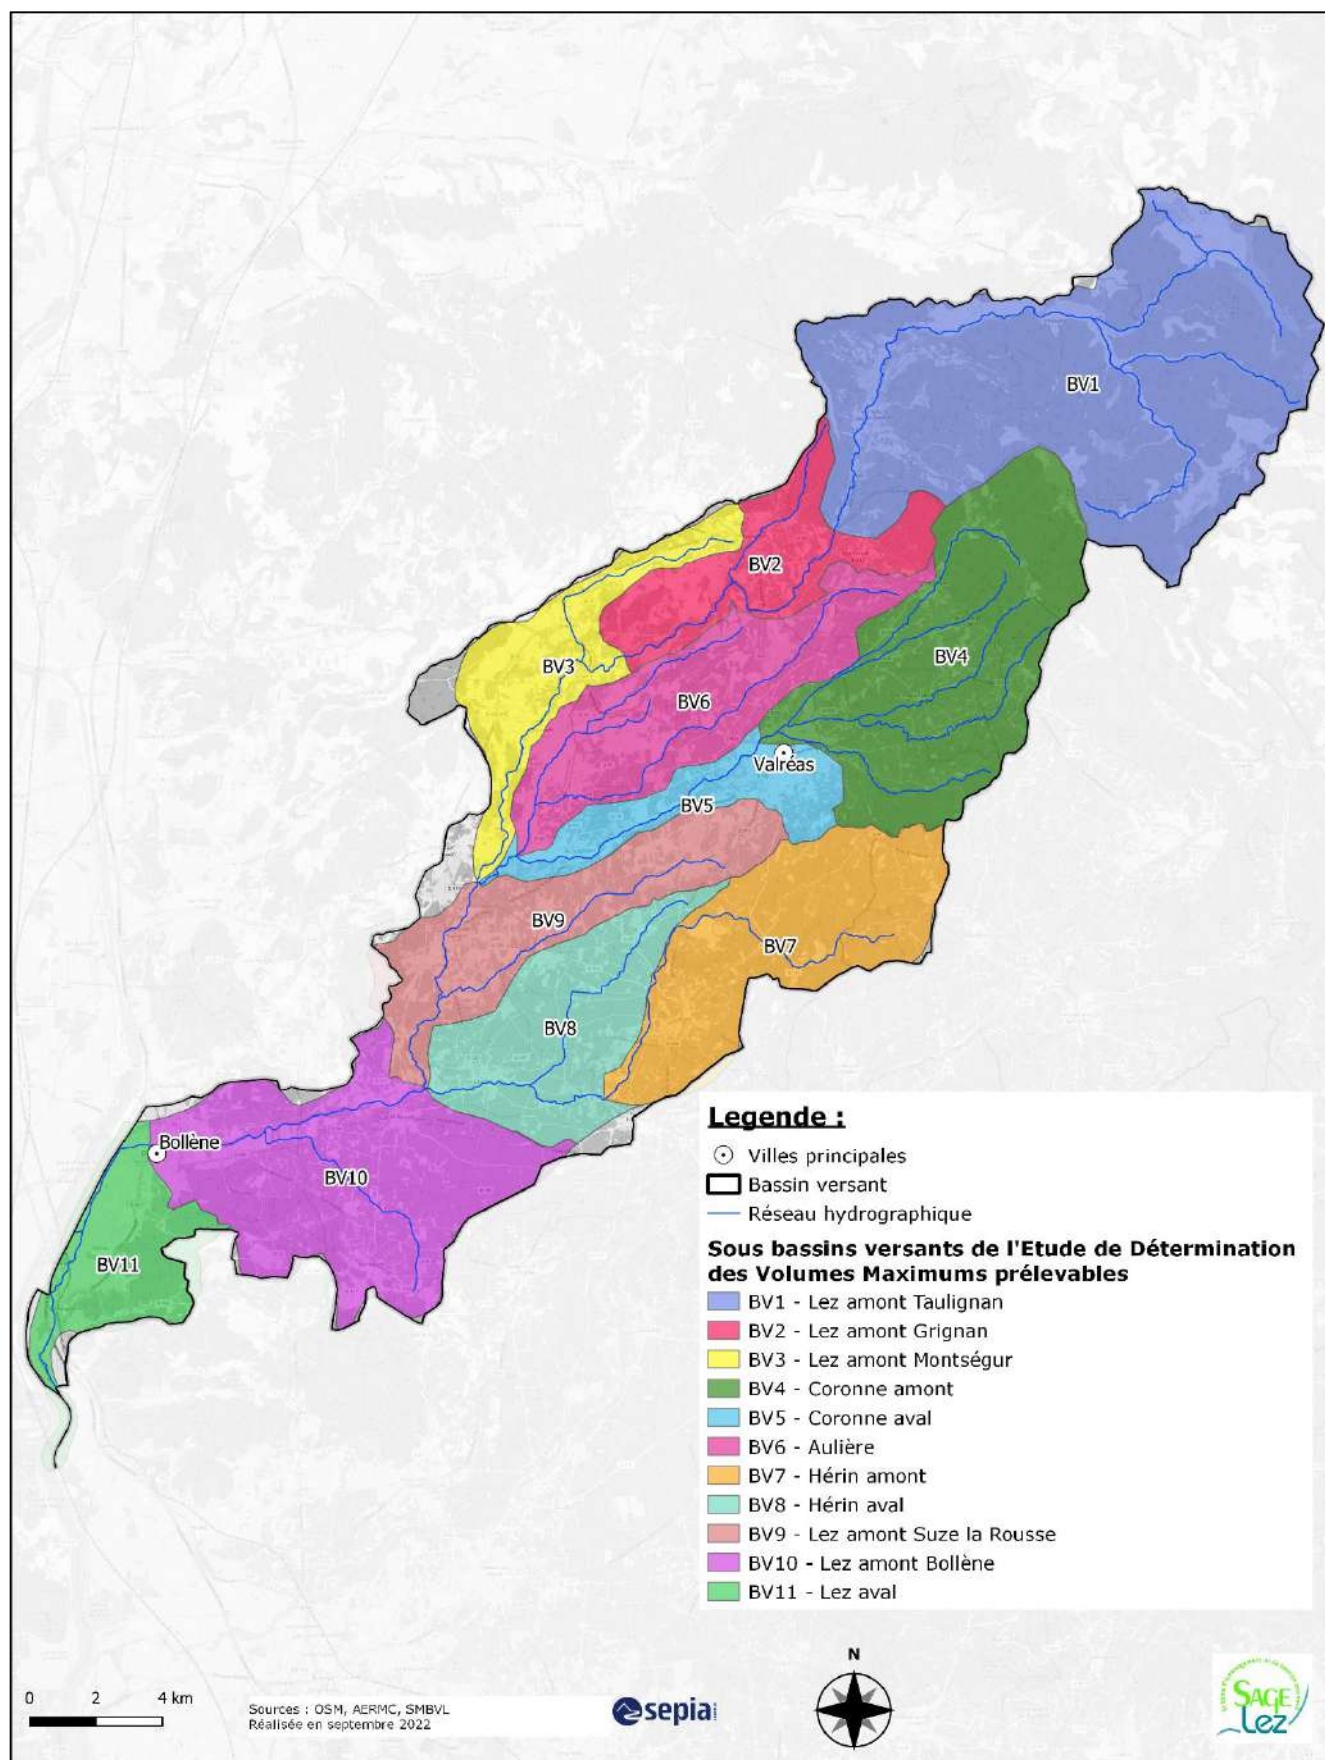 BV1
BV2
BV3
BV4
BV6
Valréas
BV5
BV9
BV7
BV8
Bollène
BV10
BV11
Legende :
Villes principales
Bassin versant
Réseau hydrographique
Sous bassins versants de l'Etude de Détermination
des Volumes Maximums prélevables
BV1 - Lez amont Taulignan
BV2 - Lez amont Grignan
BV3 - Lez amont Montségur
BV4 - Coronne amont
BV5 - Coronne aval
BV6 - Aulière
BV7 - Hérin amont
BV8 - Hérin aval
BV9 - Lez amont Suze la Rousse
BV10 - Lez amont Bollène
BV11 - Lez aval
0 2 4 km
Sources : OSM, AERMC, SMBVL
Réalisée en septembre 2022
sepia
N
SAGE
Lez